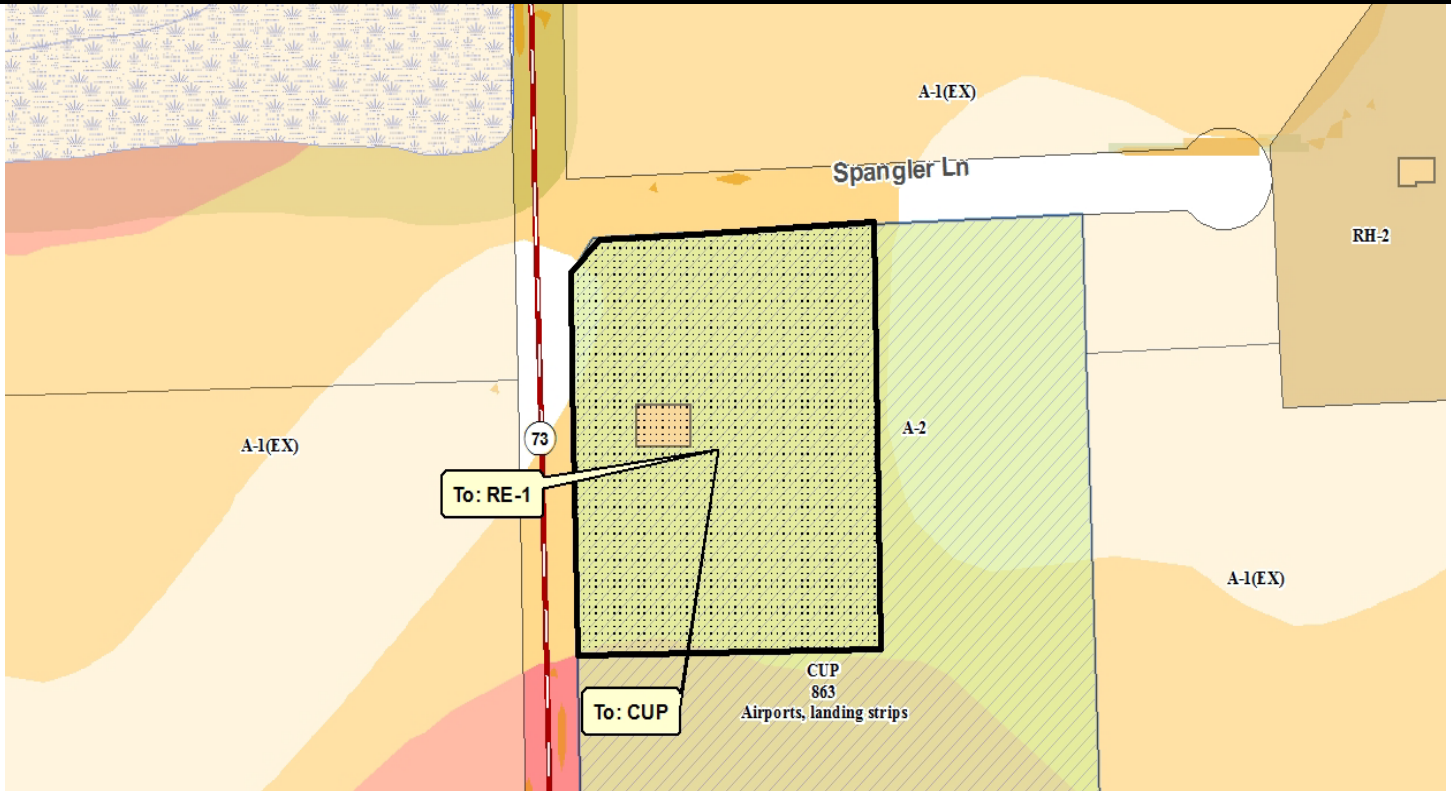 A-1(EX)
Spangler Ln
RH-2
A-2
73
A-1(EX)
To: RE-1
A-1(EX)
CUP
863
Airports, landing strips
To: CUP